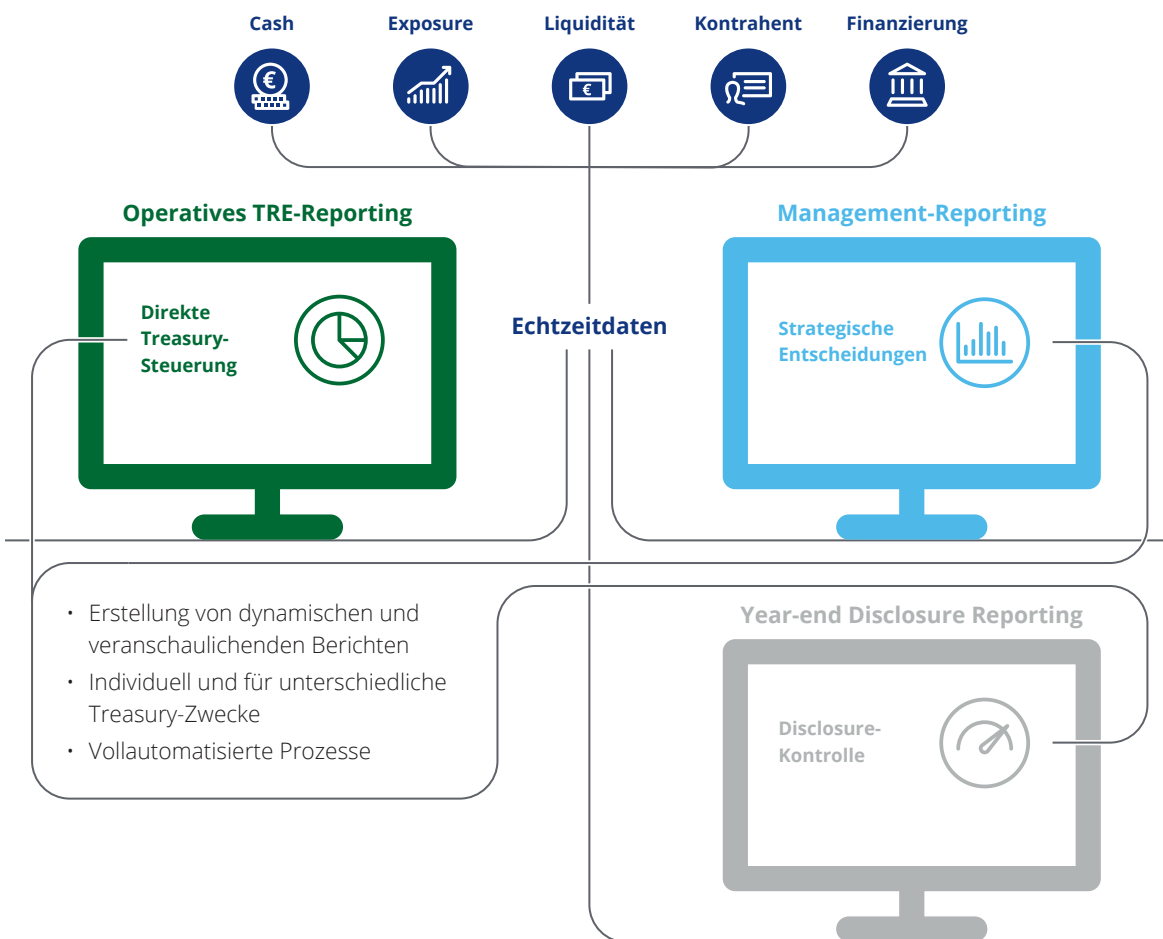 Cash
Exposure
Liquidität
Kontrahent
Finanzierung
Operatives TRE-Reporting
Management-Reporting
Direkte
Treasury-
Steuerung
Echtzeitdaten
Strategische
Entscheidungen
• Erstellung von dynamischen und
veranschaulichenden Berichten
• Individuell und für unterschiedliche
Treasury-Zwecke
• Vollautomatisierte Prozesse
Year-end Disclosure Reporting
Disclosure-
Kontrolle